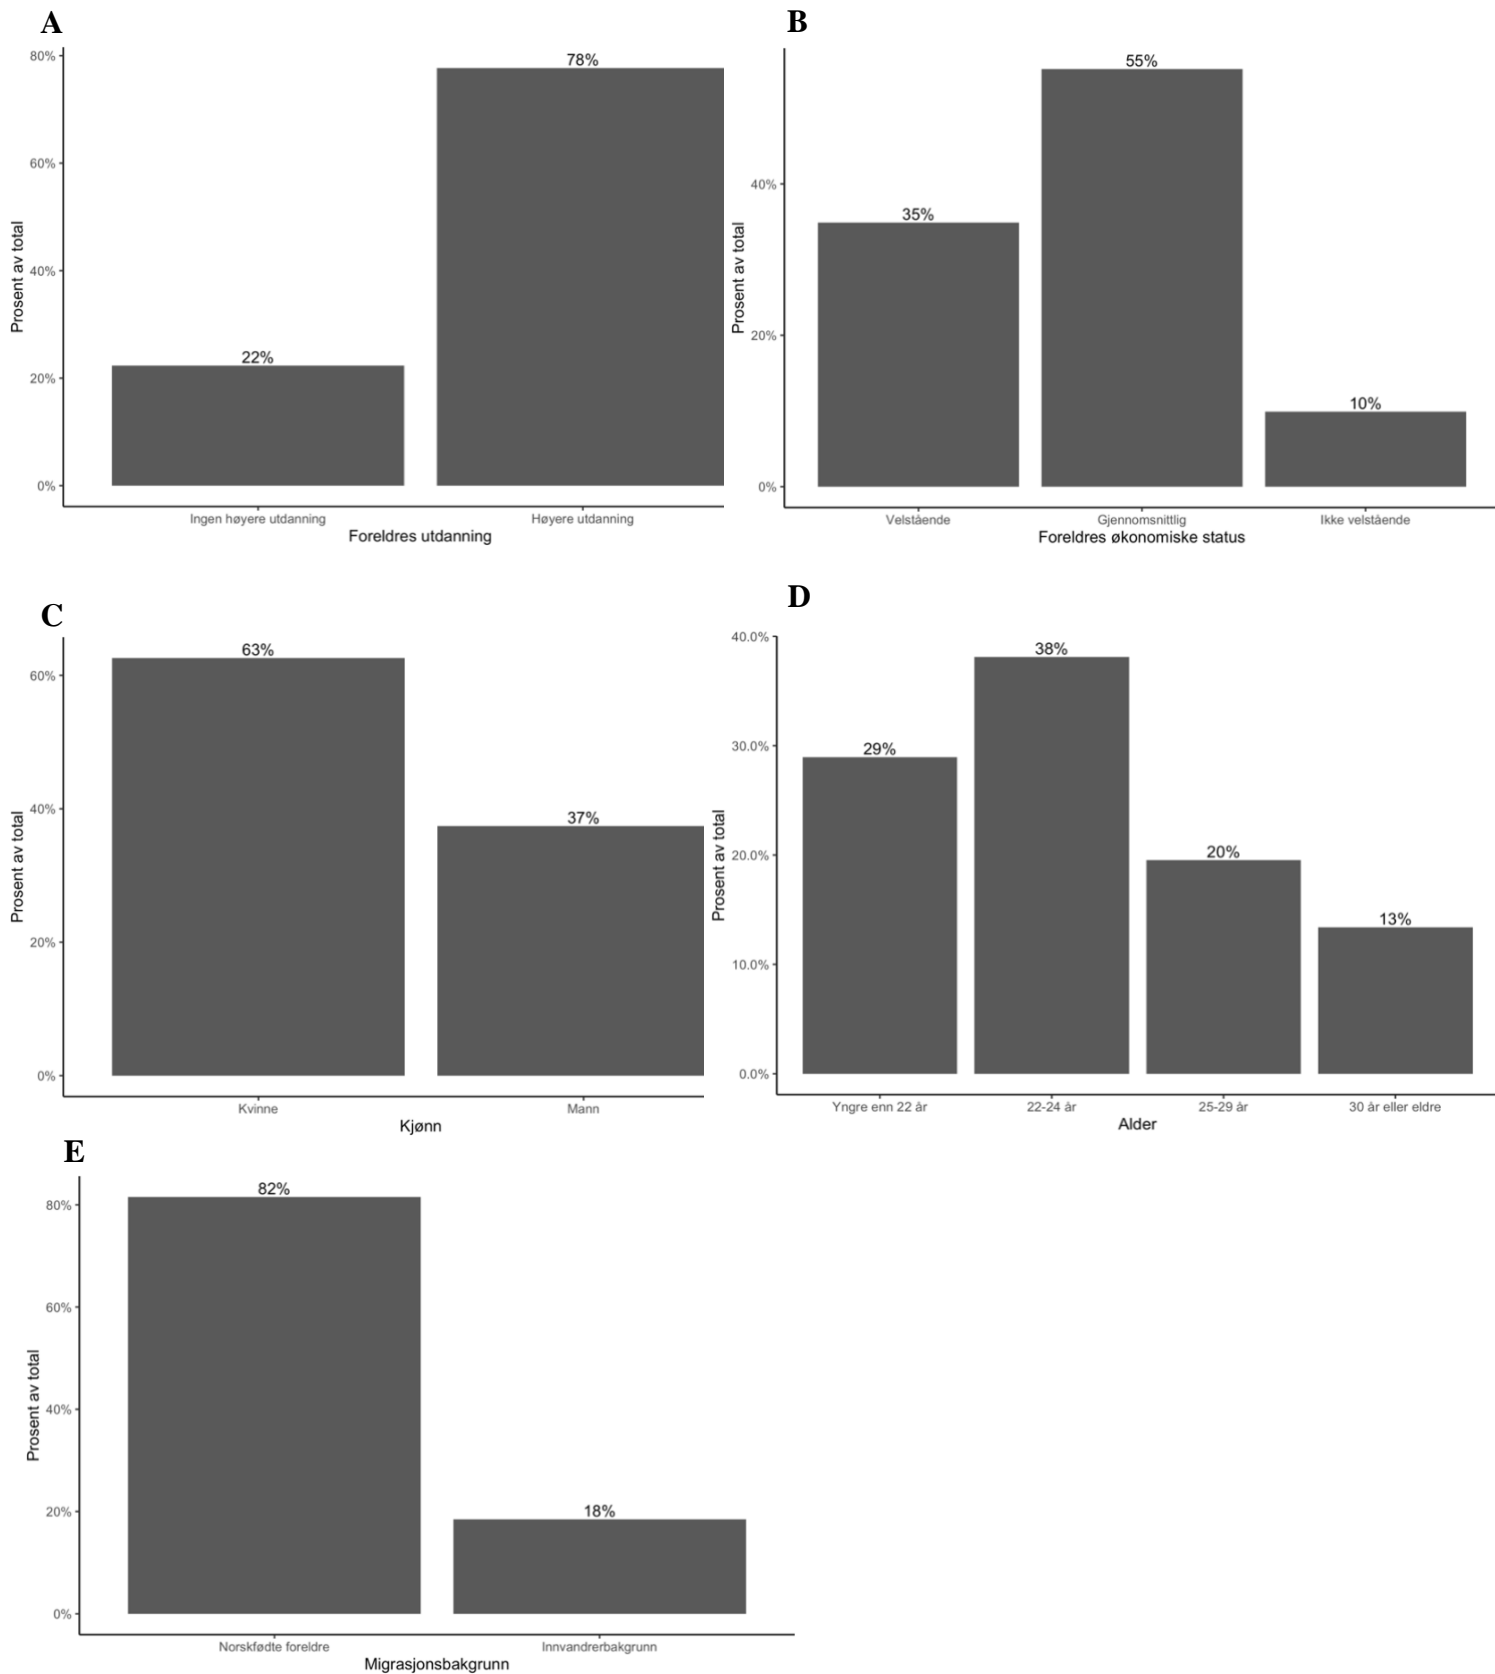 A
80%
60%
40%
20%
0%
Prosent av total
22%
78%
Ingen høyere utdanning
Høyere utdanning
Foreldres utdanning
B
40%
20%
0%
Prosent av total
35%
55%
10%
Velstående
Gjennomsnittlig
Ikke velstående
Foreldres økonomiske status
C
60%
40%
20%
0%
Prosent av total
63%
37%
Kvinne
Mann
Kjønn
D
40.0%
30.0%
20.0%
10.0%
0.0%
Prosent av total
29%
38%
20%
13%
Yngre enn 22 år
22-24 år
25-29 år
30 år eller eldre
Alder
E
80%
60%
40%
20%
0%
Prosent av total
82%
18%
Norskfødte foreldre
Innvandrerbakgrunn
Migrasjonsbakgrunn